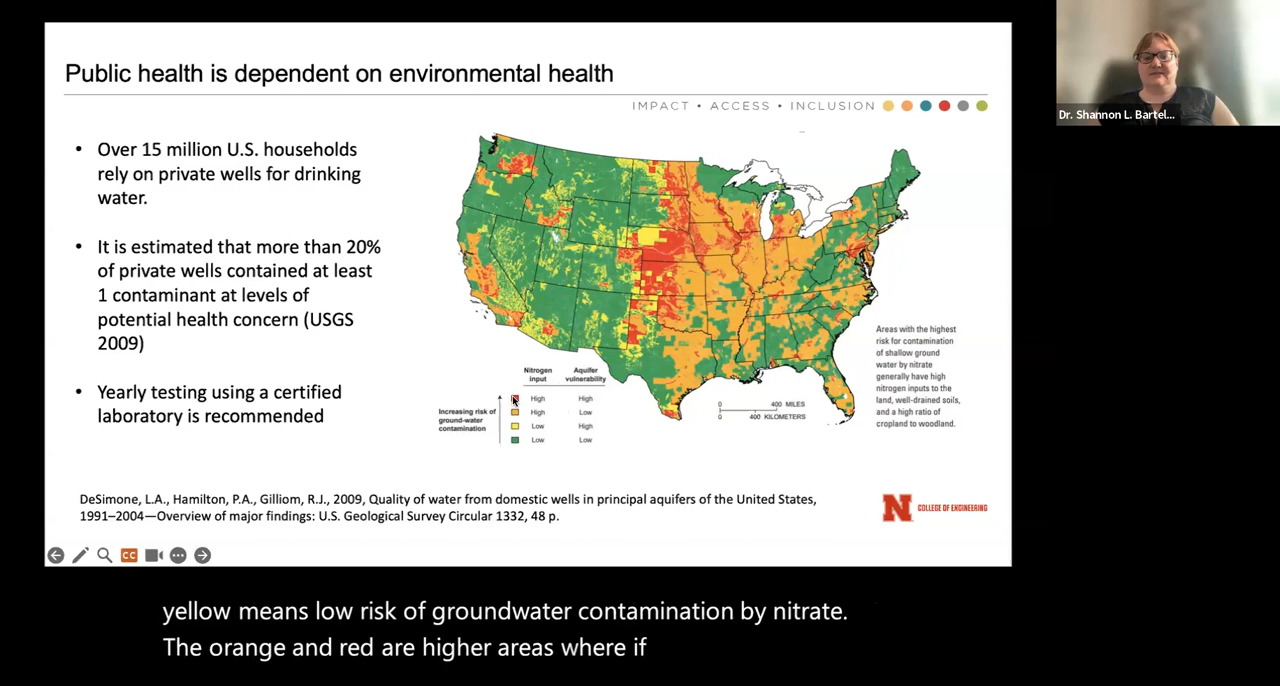 Public health is dependent on environmental health
IMPACT • ACCESS • INCLUSION
• Over 15 million U.S. households
rely on private wells for drinking
water.
• It is estimated that more than 20%
of private wells contained at least
1 contaminant at levels of
potential health concern (USGS
2009)
• Yearly testing using a certified
laboratory is recommended
Areas with the highest
risk for contamination
of shallow ground
water by nitrate
generally have high
nitrogen inputs to the
land, well-drained soils,
and a high ratio of
cropland to woodland.
Nitrogen input Aquifer vulnerability
Increasing risk of
ground-water
contamination
High High
High Low
Low High
Low Low
0 400 MILES
0 400 KILOMETERS
DeSimone, L.A., Hamilton, P.A., Gilliom, R.J., 2009, Quality of water from domestic wells in principal aquifers of the United States,
1991–2004—Overview of major findings: U.S. Geological Survey Circular 1332, 48 p.
N COLLEGE OF ENGINEERING
CC
Dr. Shannon L. Bartel...
yellow means low risk of groundwater contamination by nitrate.
The orange and red are higher areas where if